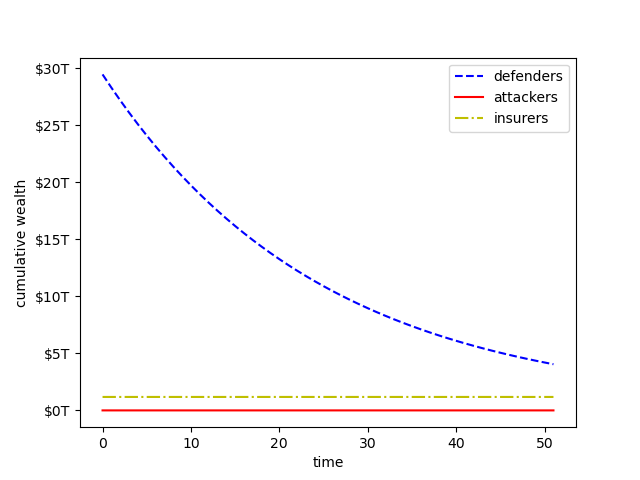 $30T
$25T
$20T
$15T
$10T
$5T
$0T
cumulative wealth
defenders
attackers
insurers
0 10 20 30 40 50
time